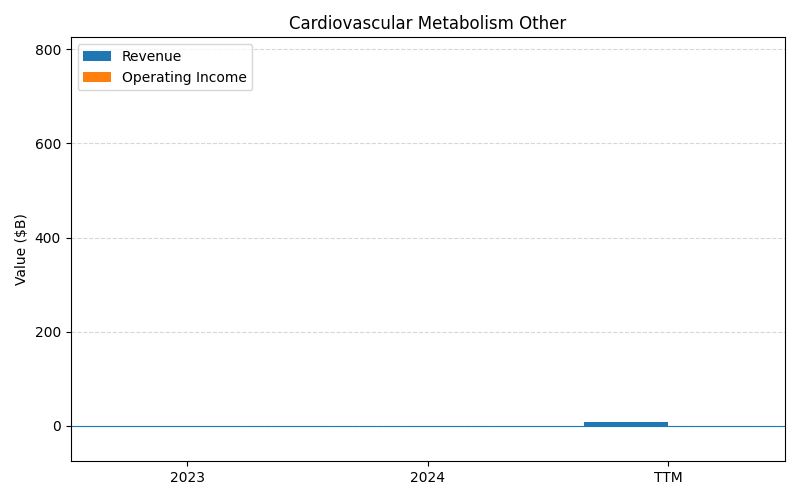 Cardiovascular Metabolism Other
Revenue
Operating Income
800
600
400
200
0
Value ($B)
2023
2024
TTM